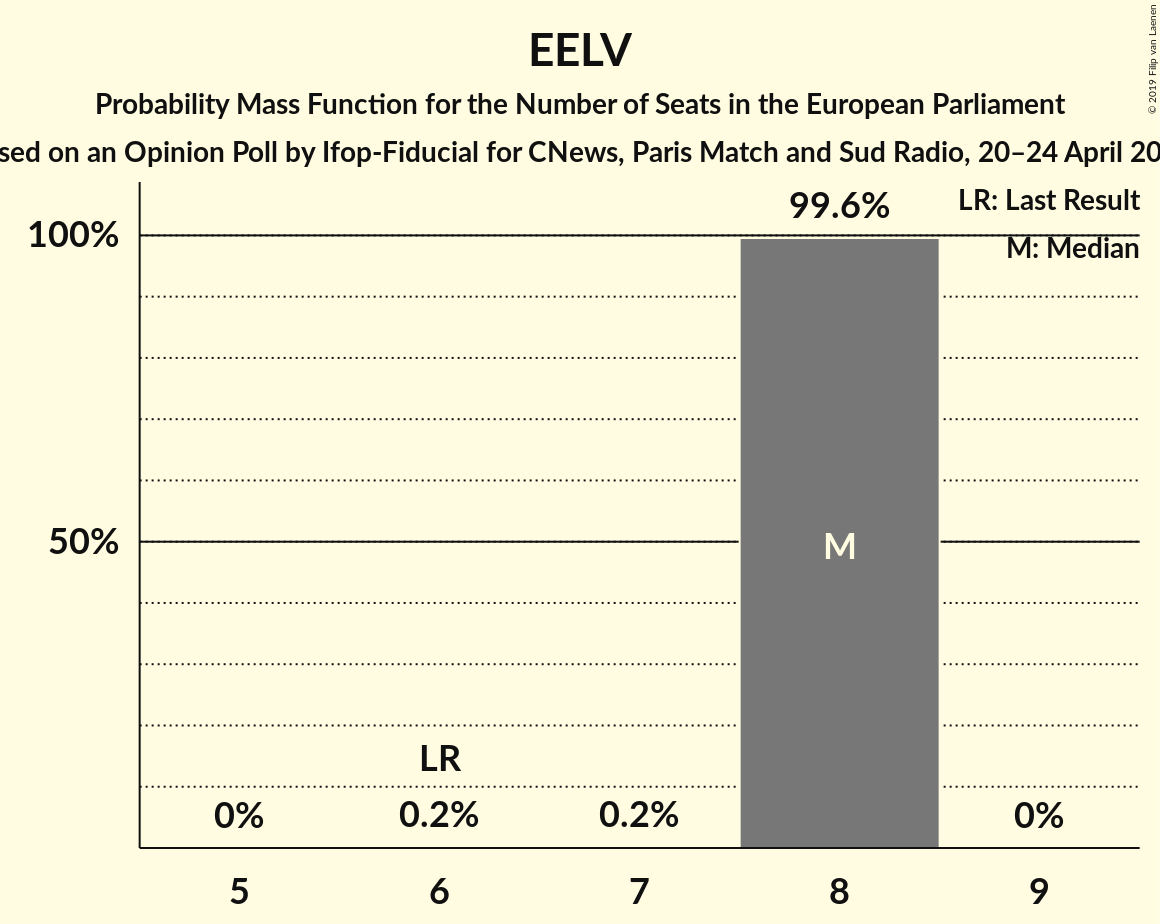 EELV
Probability Mass Function for the Number of Seats in the European Parliament
on an Opinion Poll by Ifop-Fiducial for CNews, Paris Match and Sud Radio, 20–24 April
© 2019 Filip van Laenen
LR: Last Result
M: Median
99.6%
100%
50%
M
LR
0%
0.2%
0.2%
0%
5
6
7
8
9